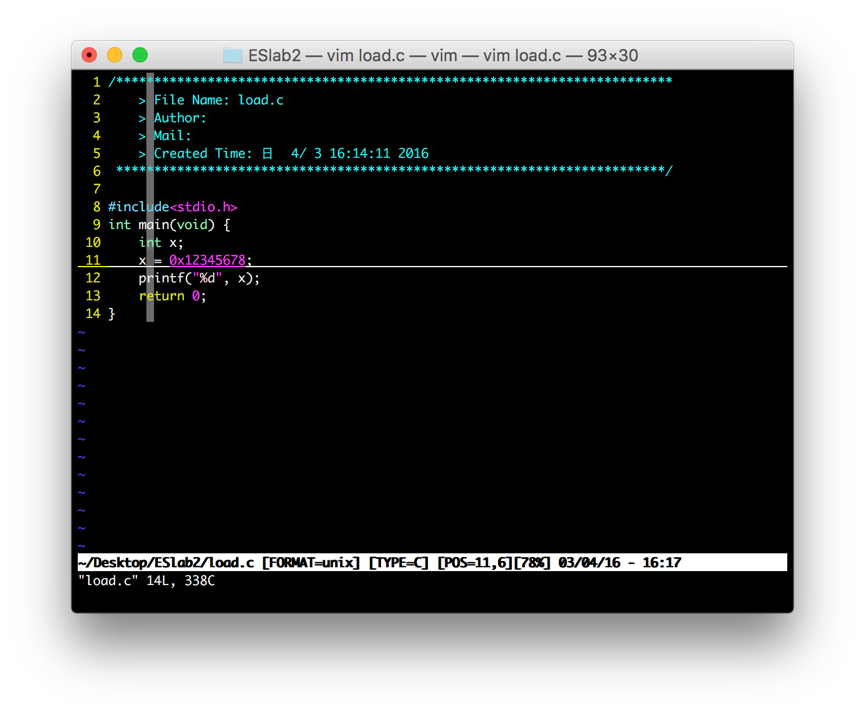 ESlab2 — vim load.c — vim — vim load.c — 93×30
1 /*************************************************************************
2     > File Name: load.c
3     > Author:
4     > Mail:
5     > Created Time: 日  4/ 3 16:14:11 2016
6  ************************************************************************/
7
8 #include<stdio.h>
9 int main(void) {
10     int x;
11     x = 0x12345678;
12     printf("%d", x);
13     return 0;
14 }
~
~
~
~
~
~
~
~
~
~
~
~
~
~/Desktop/ESlab2/load.c [FORMAT=unix] [TYPE=C] [POS=11,6][78%] 03/04/16 - 16:17
"load.c" 14L, 338C